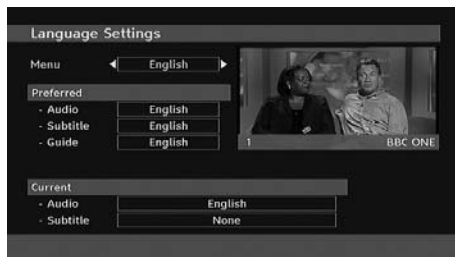 Language Settings
Menu English
Preferred
- Audio English
- Subtitle English
- Guide English
1 BBC ONE
Current
- Audio English
- Subtitle None